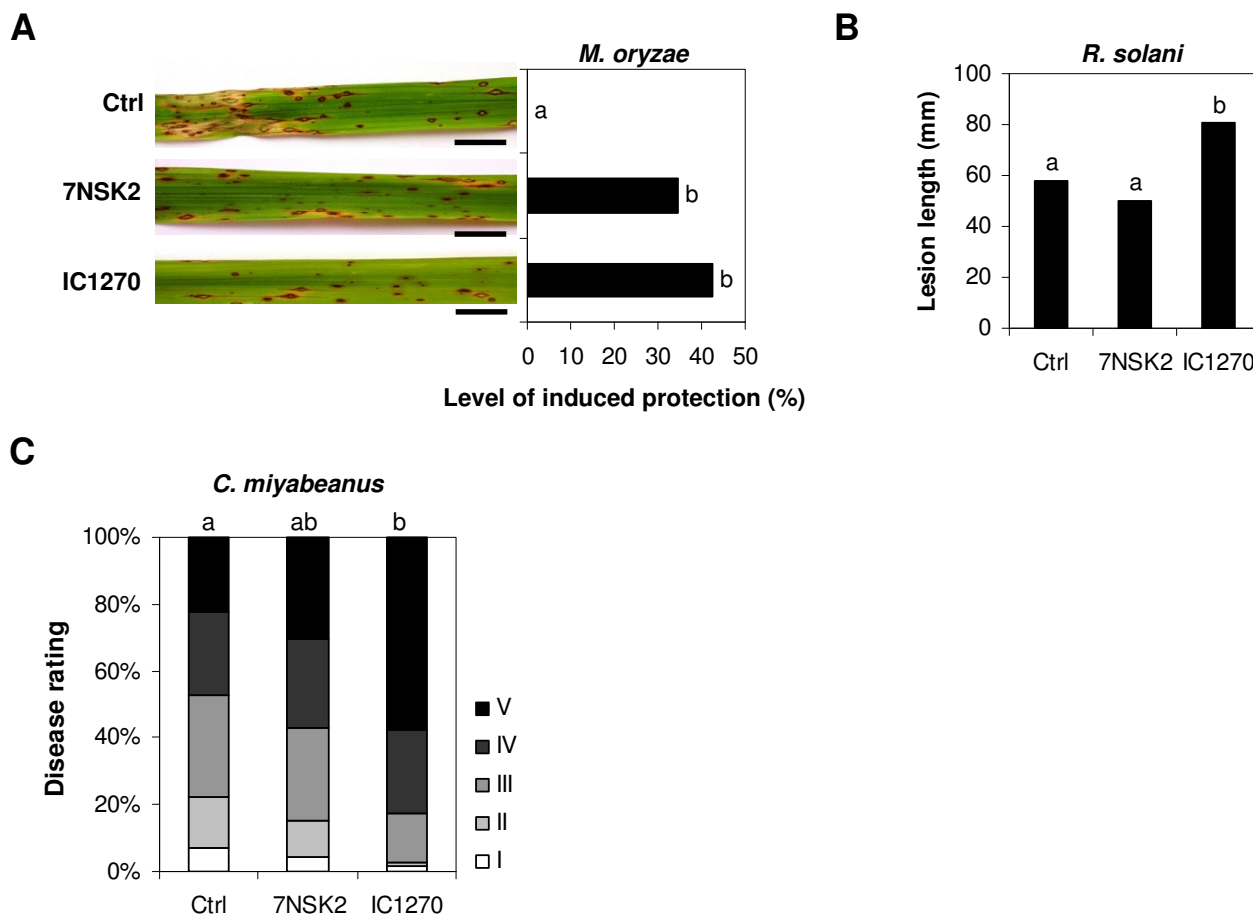 A
M. oryzae
Ctrl
a
7NSK2
b
IC1270
b
0 10 20 30 40 50
Level of induced protection (%)
B
R. solani
Lesion length (mm)
100
80
60
40
20
0
a
a
b
Ctrl 7NSK2 IC1270
C
C. miyabeanus
Disease rating
a ab b
100%
80%
60%
40%
20%
0%
V
IV
III
II
I
Ctrl 7NSK2 IC1270